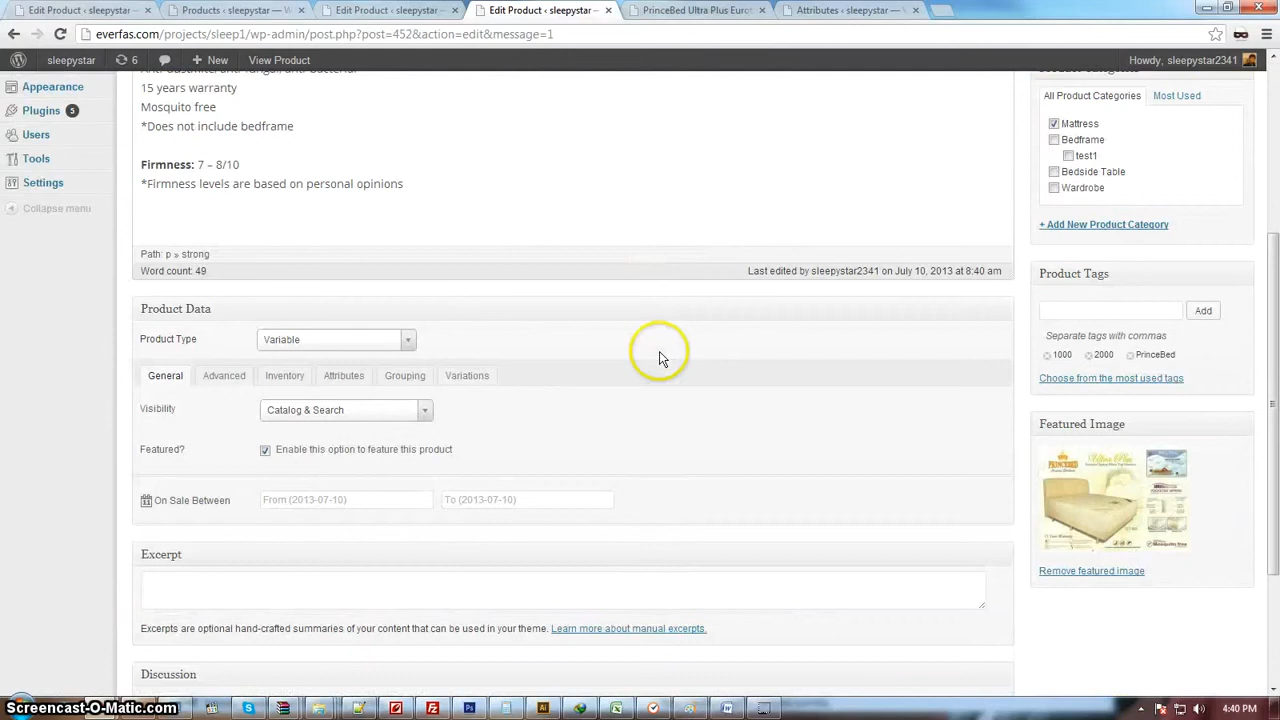 Edit Product ‹ sleepystar —
Products ‹ sleepystar — W
Edit Product ‹ sleepystar —
Edit Product ‹ sleepystar —
PrinceBed Ultra Plus Eurot
Attributes ‹ sleepystar —
everfas.com/projects/sleep1/wp-admin/post.php?post=452&action=edit&message=1
sleepystar
6
+ New
View Product
Howdy, sleepystar2341
Appearance
Plugins 5
Users
Tools
Settings
Collapse menu
15 years warranty
Mosquito free
*Does not include bedframe
Firmness: 7 – 8/10
*Firmness levels are based on personal opinions
Path: p » strong
Word count: 49
Last edited by sleepystar2341 on July 10, 2013 at 8:40 am
Product Data
Product Type
Variable
General
Advanced
Inventory
Attributes
Grouping
Variations
Visibility
Catalog & Search
Featured?
Enable this option to feature this product
On Sale Between
From (2013-07-10)
To (2013-07-10)
Excerpt
Excerpts are optional hand-crafted summaries of your content that can be used in your theme. Learn more about manual excerpts.
Discussion
Product Categories
All Product Categories
Most Used
Mattress
Bedframe
test1
Bedside Table
Wardrobe
+ Add New Product Category
Product Tags
Add
Separate tags with commas
1000
2000
PrinceBed
Choose from the most used tags
Featured Image
PRINCEBED
Ultra Plus
Remove featured image
Screencast-O-Matic.com
4:40 PM